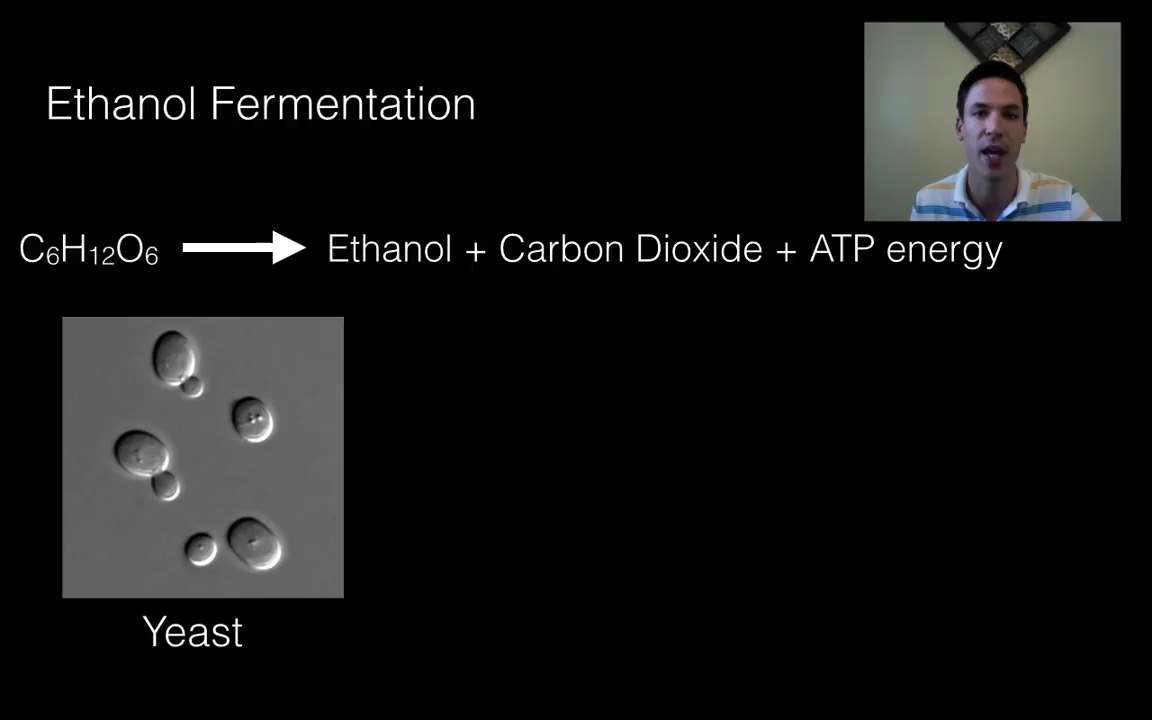 Ethanol Fermentation
C₆H₁₂O₆ → Ethanol + Carbon Dioxide + ATP energy
Yeast